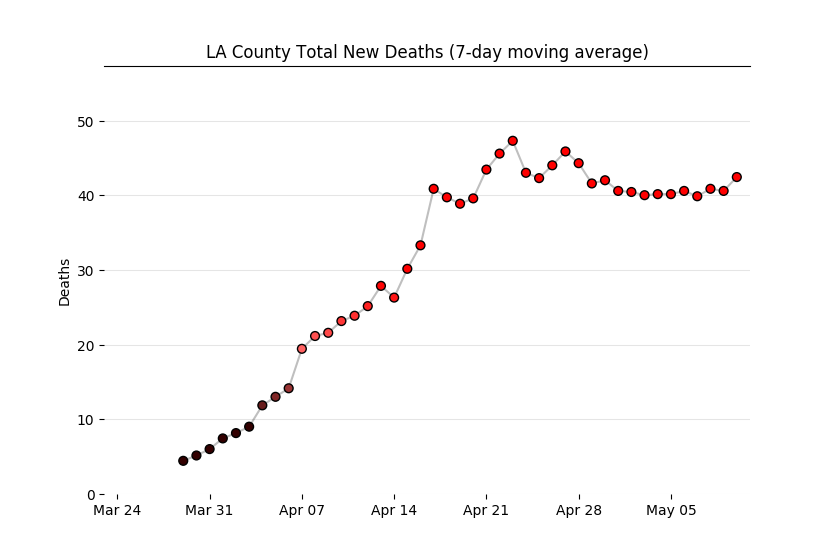 LA County Total New Deaths (7-day moving average)
50
40
30
20
10
0
Deaths
Mar 24 Mar 31 Apr 07 Apr 14 Apr 21 Apr 28 May 05